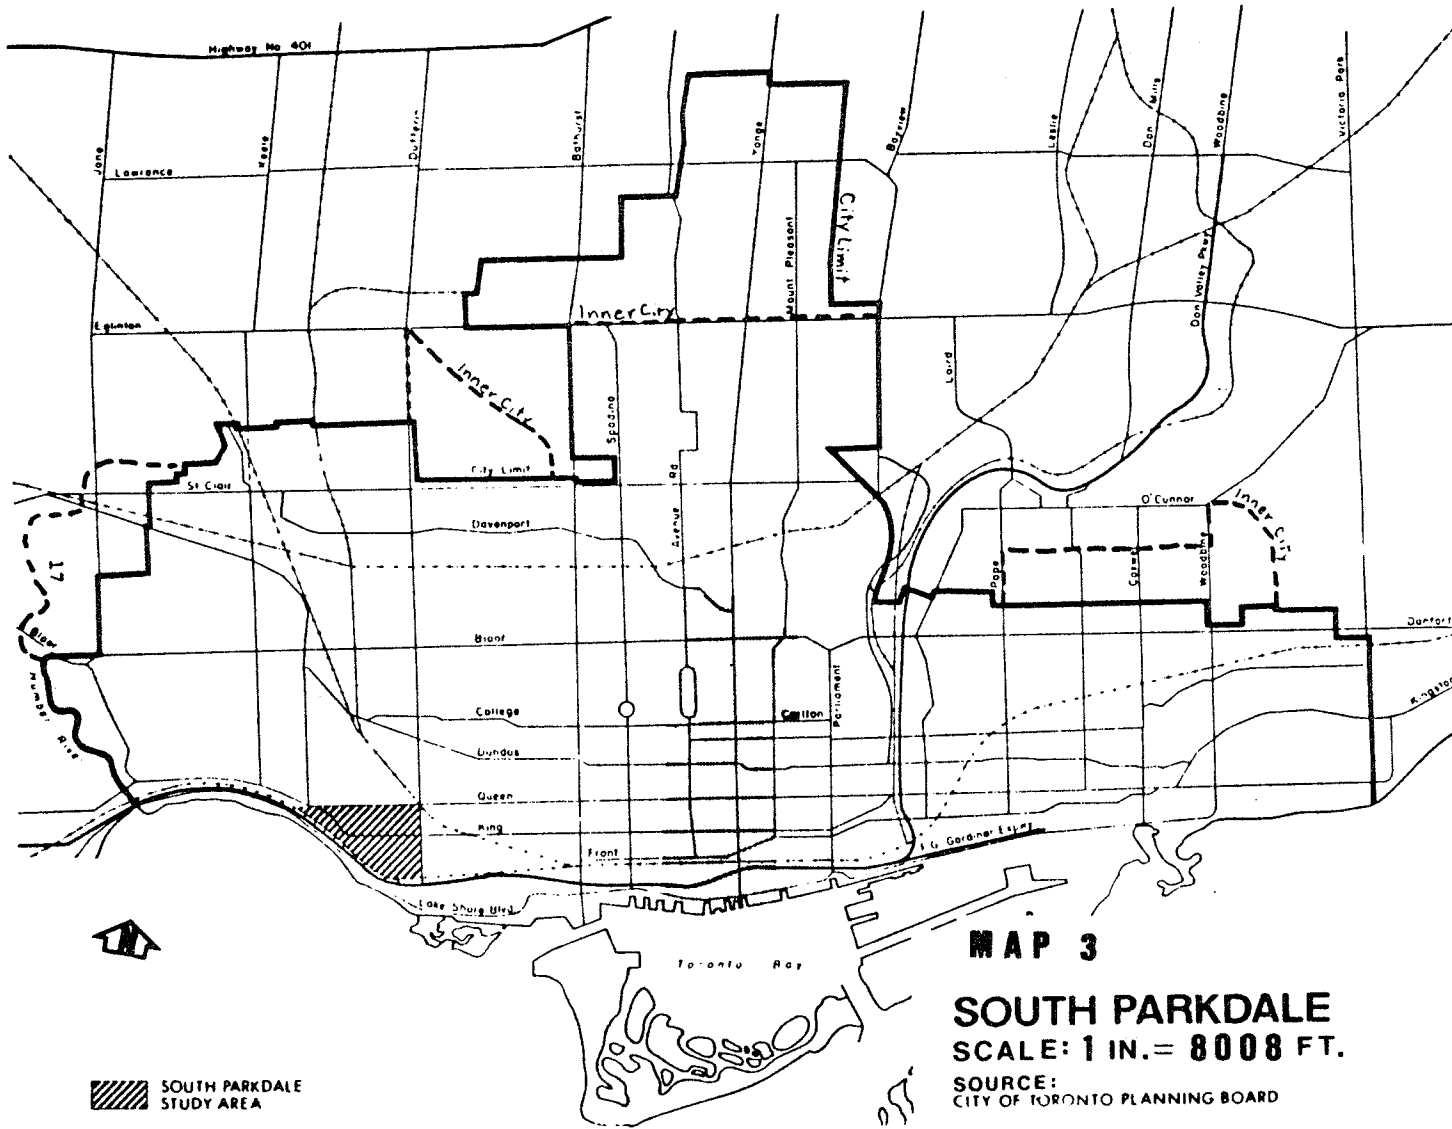 Highway No 401
Jane
Keele
Dufferin
Bathurst
Yonge
Bayview
Leslie
Don Mills
Woodbine
Victoria Park
Lawrence
Mount Pleasant
City Limit
Don Valley Pkwy
Eglinton
Inner City
Inner City
Laird
Spadina
City Limit
St Clair
Avenue Rd
O'Connor
Inner City
Davenport
17
Pape
Coxwell
Woodbine
Bloor
Bloor
Danforth
Humber River
Parliament
Kingston
College
Carlton
Dundas
Queen
King
Front
F G Gardiner Expwy
Lake Shore Blvd
N
Toronto Bay
MAP 3
SOUTH PARKDALE
SCALE: 1 IN. = 8008 FT.
SOURCE:
CITY OF TORONTO PLANNING BOARD
SOUTH PARKDALE
STUDY AREA